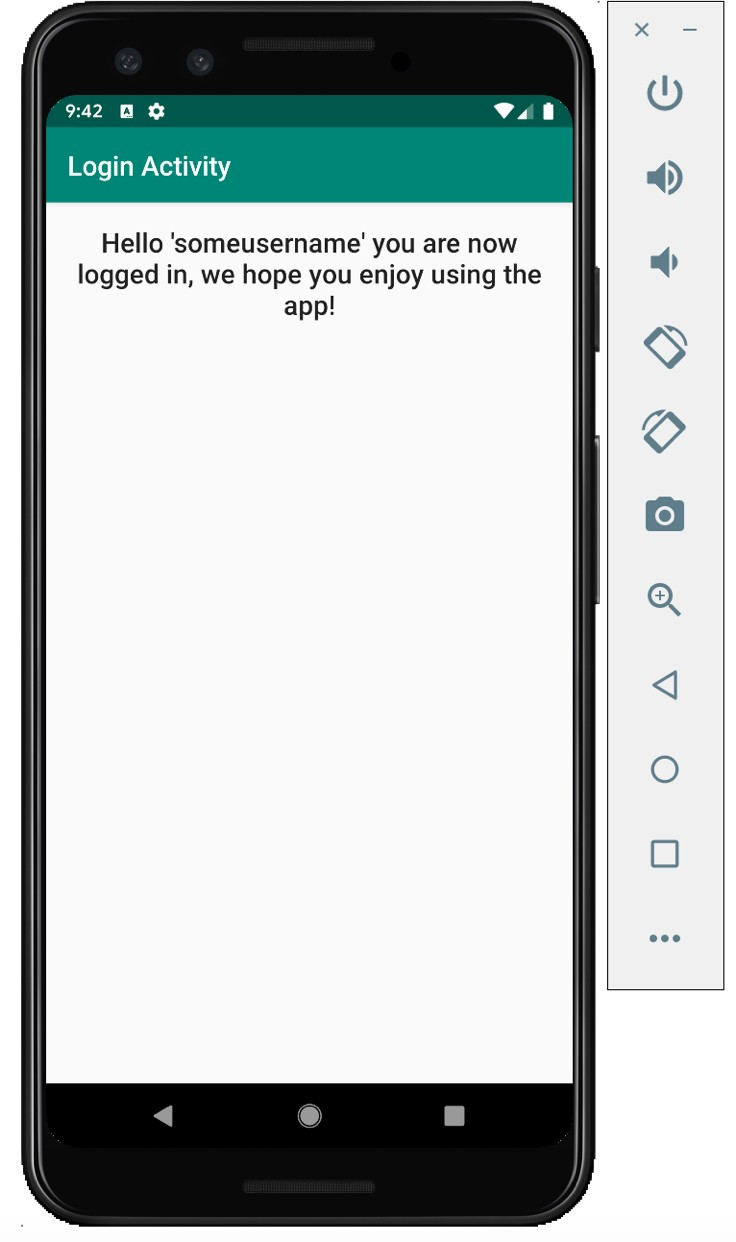 9:42
Login Activity
Hello 'someusername' you are now
logged in, we hope you enjoy using the
app!